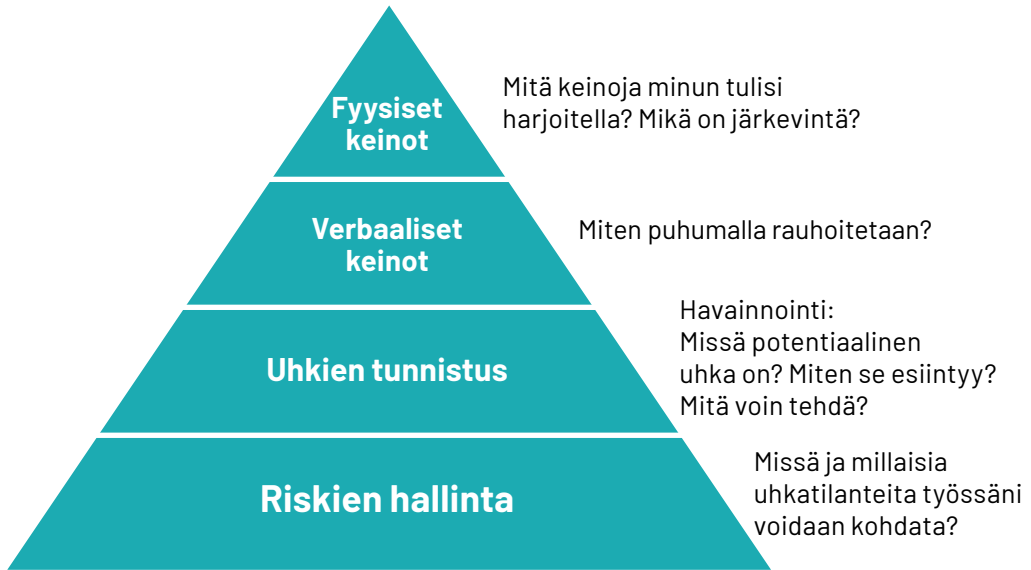 Fyysiset
keinot
Mitä keinoja minun tulisi
harjoitella? Mikä on järkevintä?
Verbaaliset
keinot
Miten puhumalla rauhoitetaan?
Uhkien tunnistus
Havainnointi:
Missä potentiaalinen
uhka on? Miten se esiintyy?
Mitä voin tehdä?
Riskien hallinta
Missä ja millaisia
uhkatilanteita työssäni
voidaan kohdata?